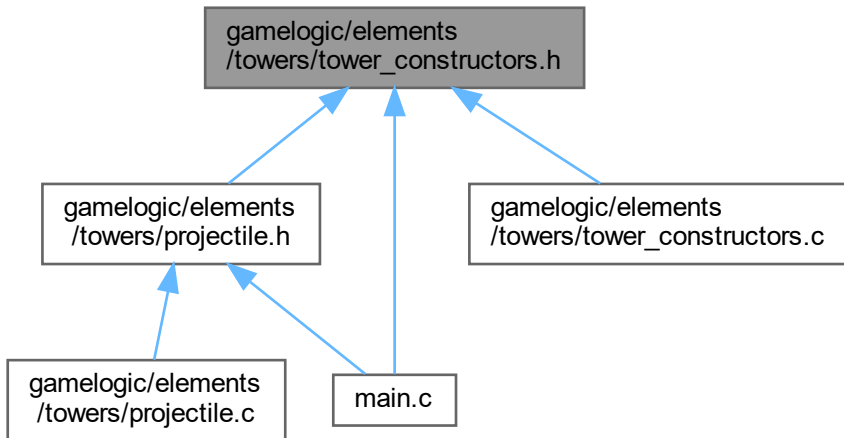 gamelogic/elements
/towers/tower_constructors.h
gamelogic/elements
/towers/projectile.h
gamelogic/elements
/towers/tower_constructors.c
gamelogic/elements
/towers/projectile.c
main.c